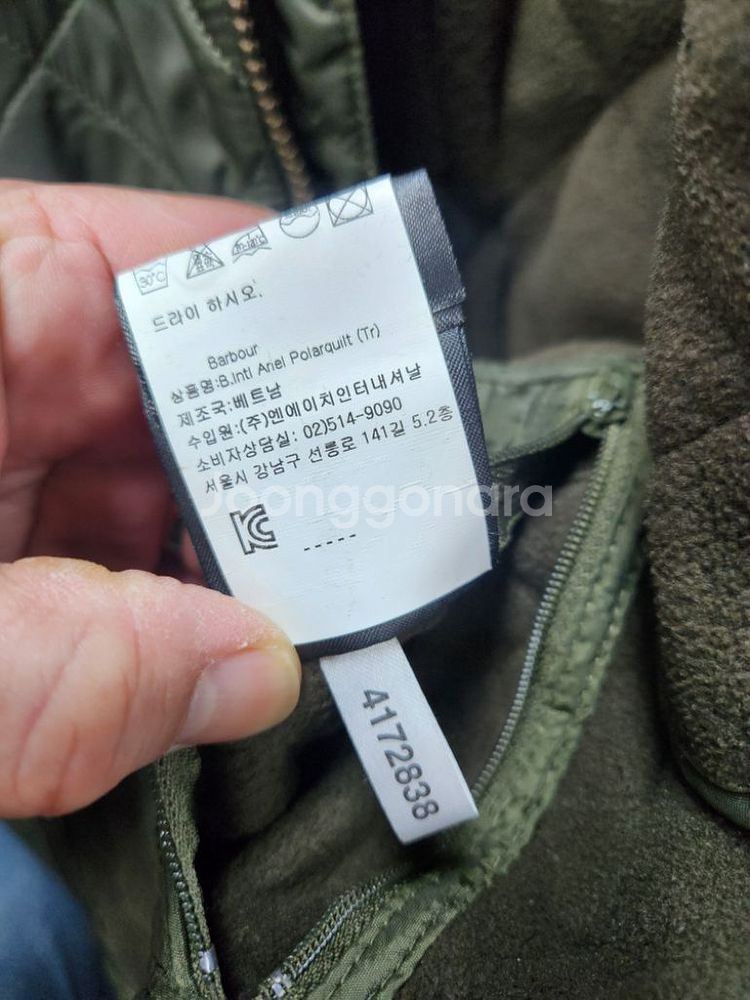 30°C
드라이 하시오.
Barbour
상품명:B.Intl Ariel Polarquilt (Tr)
제조국:베트남
수입원:(주)엔에이치인터내셔날
소비자상담실: 02)514-9090
서울시 강남구 선릉로 141길 5.2층
Joonggonara
KC
-----
4172838